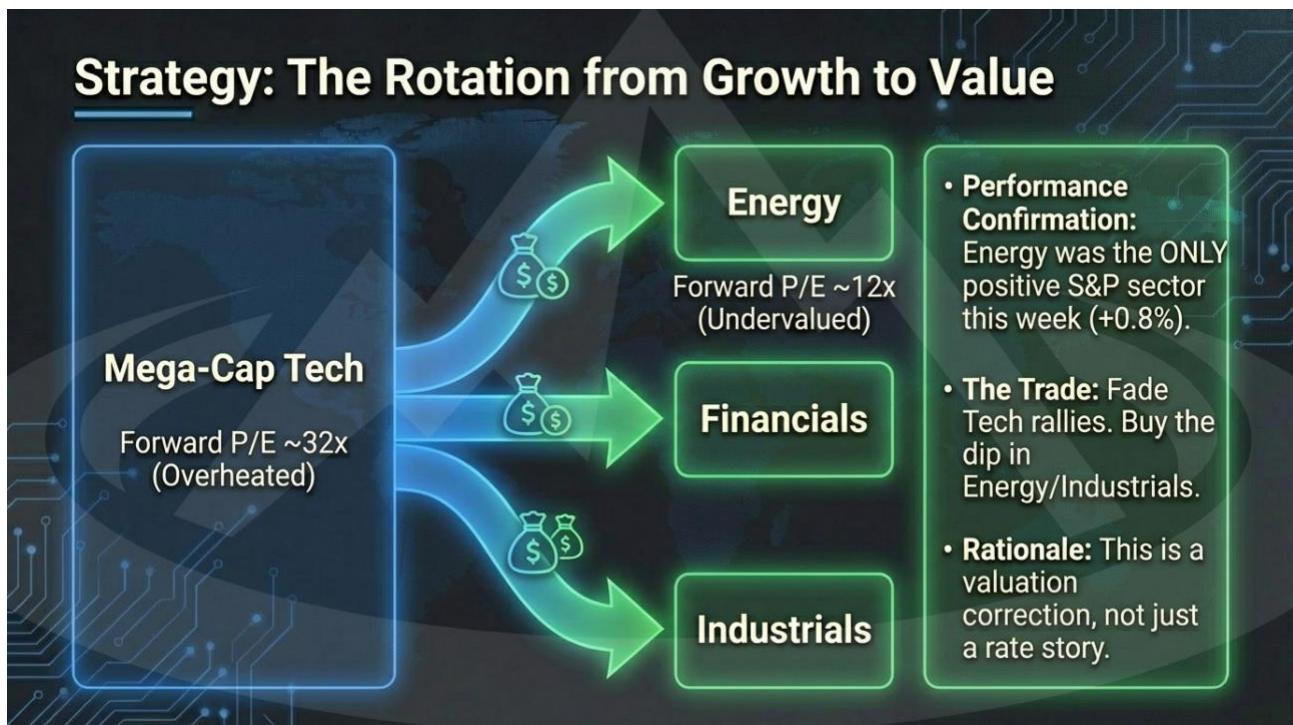 Strategy: The Rotation from Growth to Value
Mega-Cap Tech
Forward P/E ~32x
(Overheated)
$ $
$ $
$ $
Energy
Forward P/E ~12x
(Undervalued)
Financials
Industrials
• Performance
Confirmation:
Energy was the ONLY
positive S&P sector
this week (+0.8%).
• The Trade: Fade
Tech rallies. Buy the
dip in
Energy/Industrials.
• Rationale: This is a
valuation
correction, not just
a rate story.